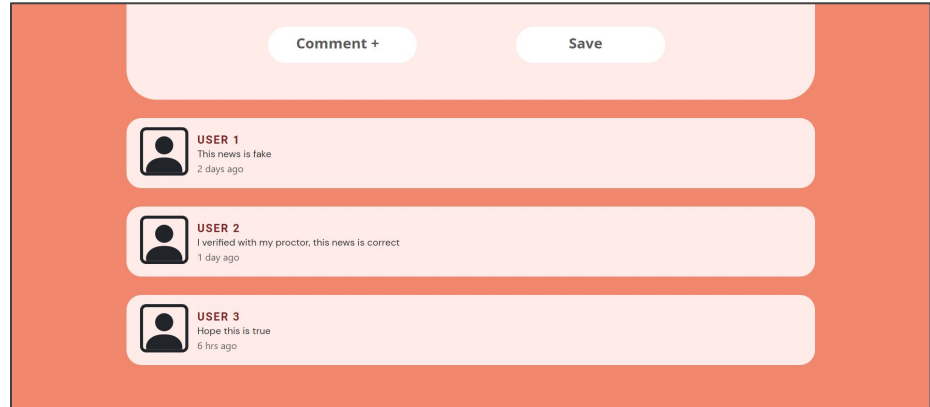 Comment +
Save
USER 1
This news is fake
2 days ago
USER 2
I verified with my proctor, this news is correct
1 day ago
USER 3
Hope this is true
6 hrs ago